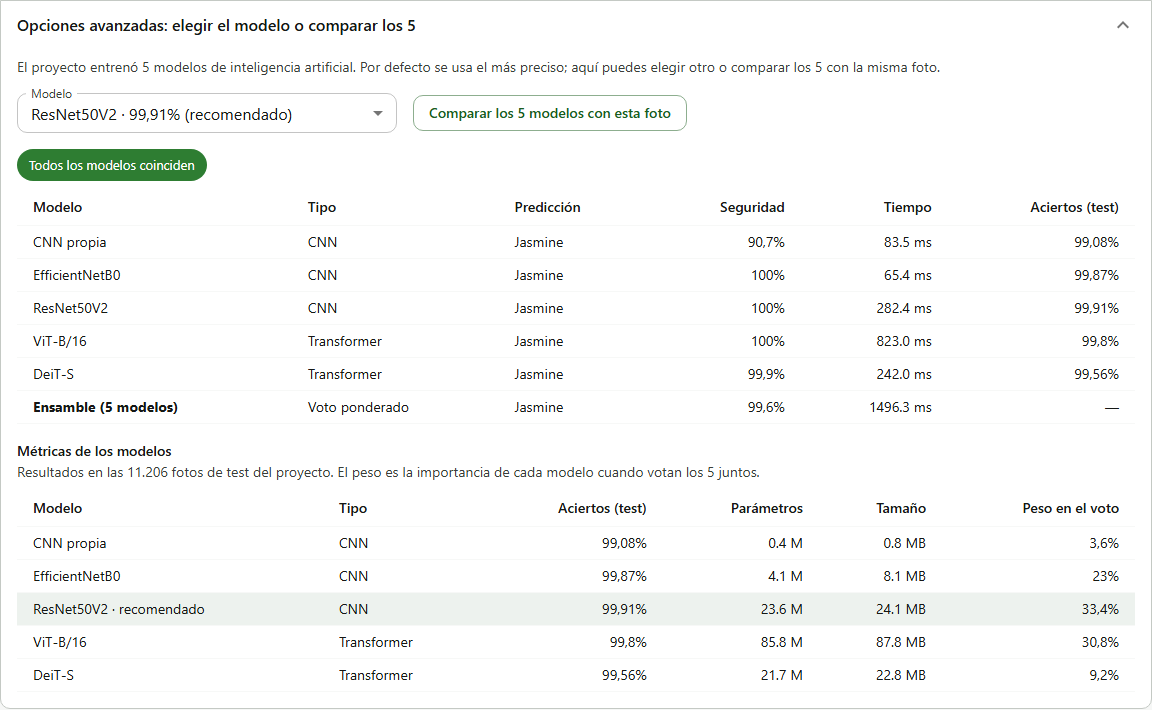 Opciones avanzadas: elegir el modelo o comparar los 5
El proyecto entrenó 5 modelos de inteligencia artificial. Por defecto se usa el más preciso; aquí puedes elegir otro o comparar los 5 con la misma foto.
Modelo
ResNet50V2 · 99,91% (recomendado)
Comparar los 5 modelos con esta foto
Todos los modelos coinciden
Modelo Tipo Predicción Seguridad Tiempo Aciertos (test)
CNN propia CNN Jasmine 90,7% 83.5 ms 99,08%
EfficientNetB0 CNN Jasmine 100% 65.4 ms 99,87%
ResNet50V2 CNN Jasmine 100% 282.4 ms 99,91%
ViT-B/16 Transformer Jasmine 100% 823.0 ms 99,8%
DeiT-S Transformer Jasmine 99,9% 242.0 ms 99,56%
Ensamble (5 modelos) Voto ponderado Jasmine 99,6% 1496.3 ms —
Métricas de los modelos
Resultados en las 11.206 fotos de test del proyecto. El peso es la importancia de cada modelo cuando votan los 5 juntos.
Modelo Tipo Aciertos (test) Parámetros Tamaño Peso en el voto
CNN propia CNN 99,08% 0.4 M 0.8 MB 3,6%
EfficientNetB0 CNN 99,87% 4.1 M 8.1 MB 23%
ResNet50V2 · recomendado CNN 99,91% 23.6 M 24.1 MB 33,4%
ViT-B/16 Transformer 99,8% 85.8 M 87.8 MB 30,8%
DeiT-S Transformer 99,56% 21.7 M 22.8 MB 9,2%